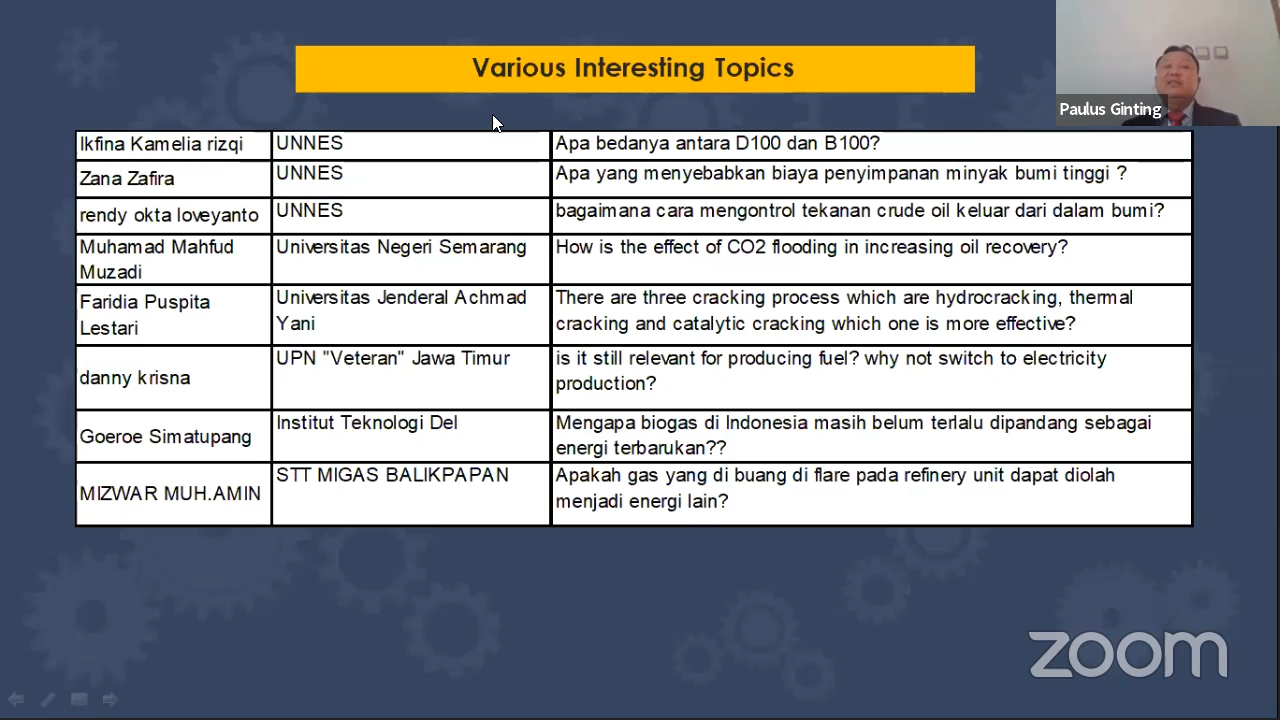 Various Interesting Topics
Paulus Ginting
Ikfina Kamelia rizqi
UNNES
Apa bedanya antara D100 dan B100?
Zana Zafira
UNNES
Apa yang menyebabkan biaya penyimpanan minyak bumi tinggi ?
rendy okta loveyanto
UNNES
bagaimana cara mengontrol tekanan crude oil keluar dari dalam bumi?
Muhamad Mahfud
Muzadi
Universitas Negeri Semarang
How is the effect of CO2 flooding in increasing oil recovery?
Faridia Puspita
Lestari
Universitas Jenderal Achmad
Yani
There are three cracking process which are hydrocracking, thermal
cracking and catalytic cracking which one is more effective?
danny krisna
UPN "Veteran" Jawa Timur
is it still relevant for producing fuel? why not switch to electricity
production?
Goeroe Simatupang
Institut Teknologi Del
Mengapa biogas di Indonesia masih belum terlalu dipandang sebagai
energi terbarukan??
MIZWAR MUH.AMIN
STT MIGAS BALIKPAPAN
Apakah gas yang di buang di flare pada refinery unit dapat diolah
menjadi energi lain?
zoom